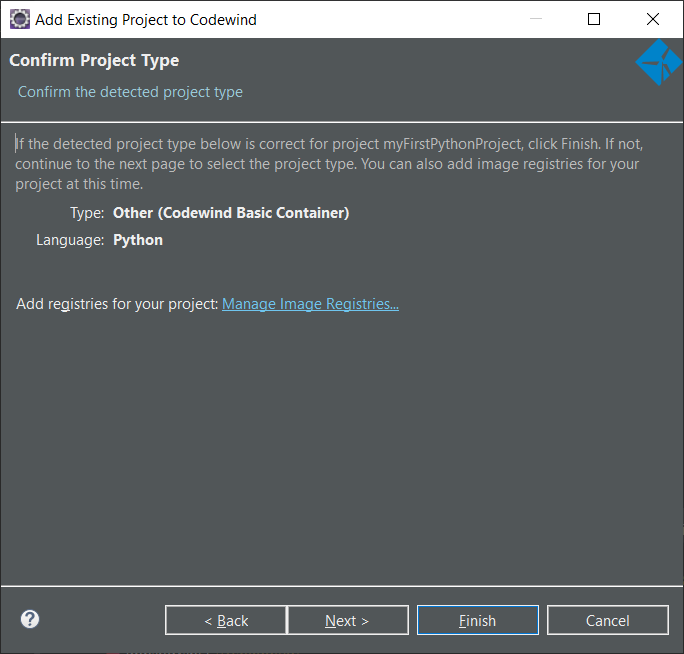 Add Existing Project to Codewind
Confirm Project Type
Confirm the detected project type
If the detected project type below is correct for project myFirstPythonProject, click Finish. If not,
continue to the next page to select the project type. You can also add image registries for your
project at this time.
Type: Other (Codewind Basic Container)
Language: Python
Add registries for your project: Manage Image Registries...
? < Back Next > Finish Cancel